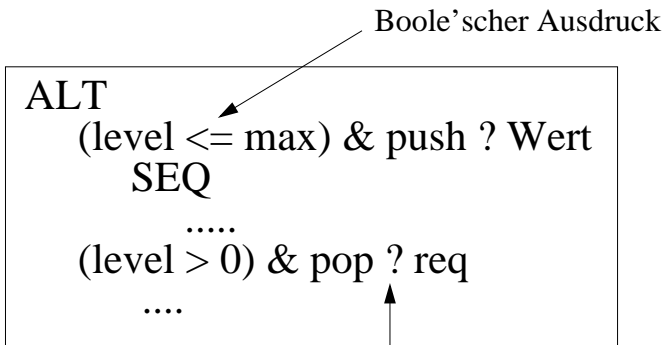 Boole'scher Ausdruck
ALT
(level <= max) & push ? Wert
SEQ
.....
(level > 0) & pop ? req
....